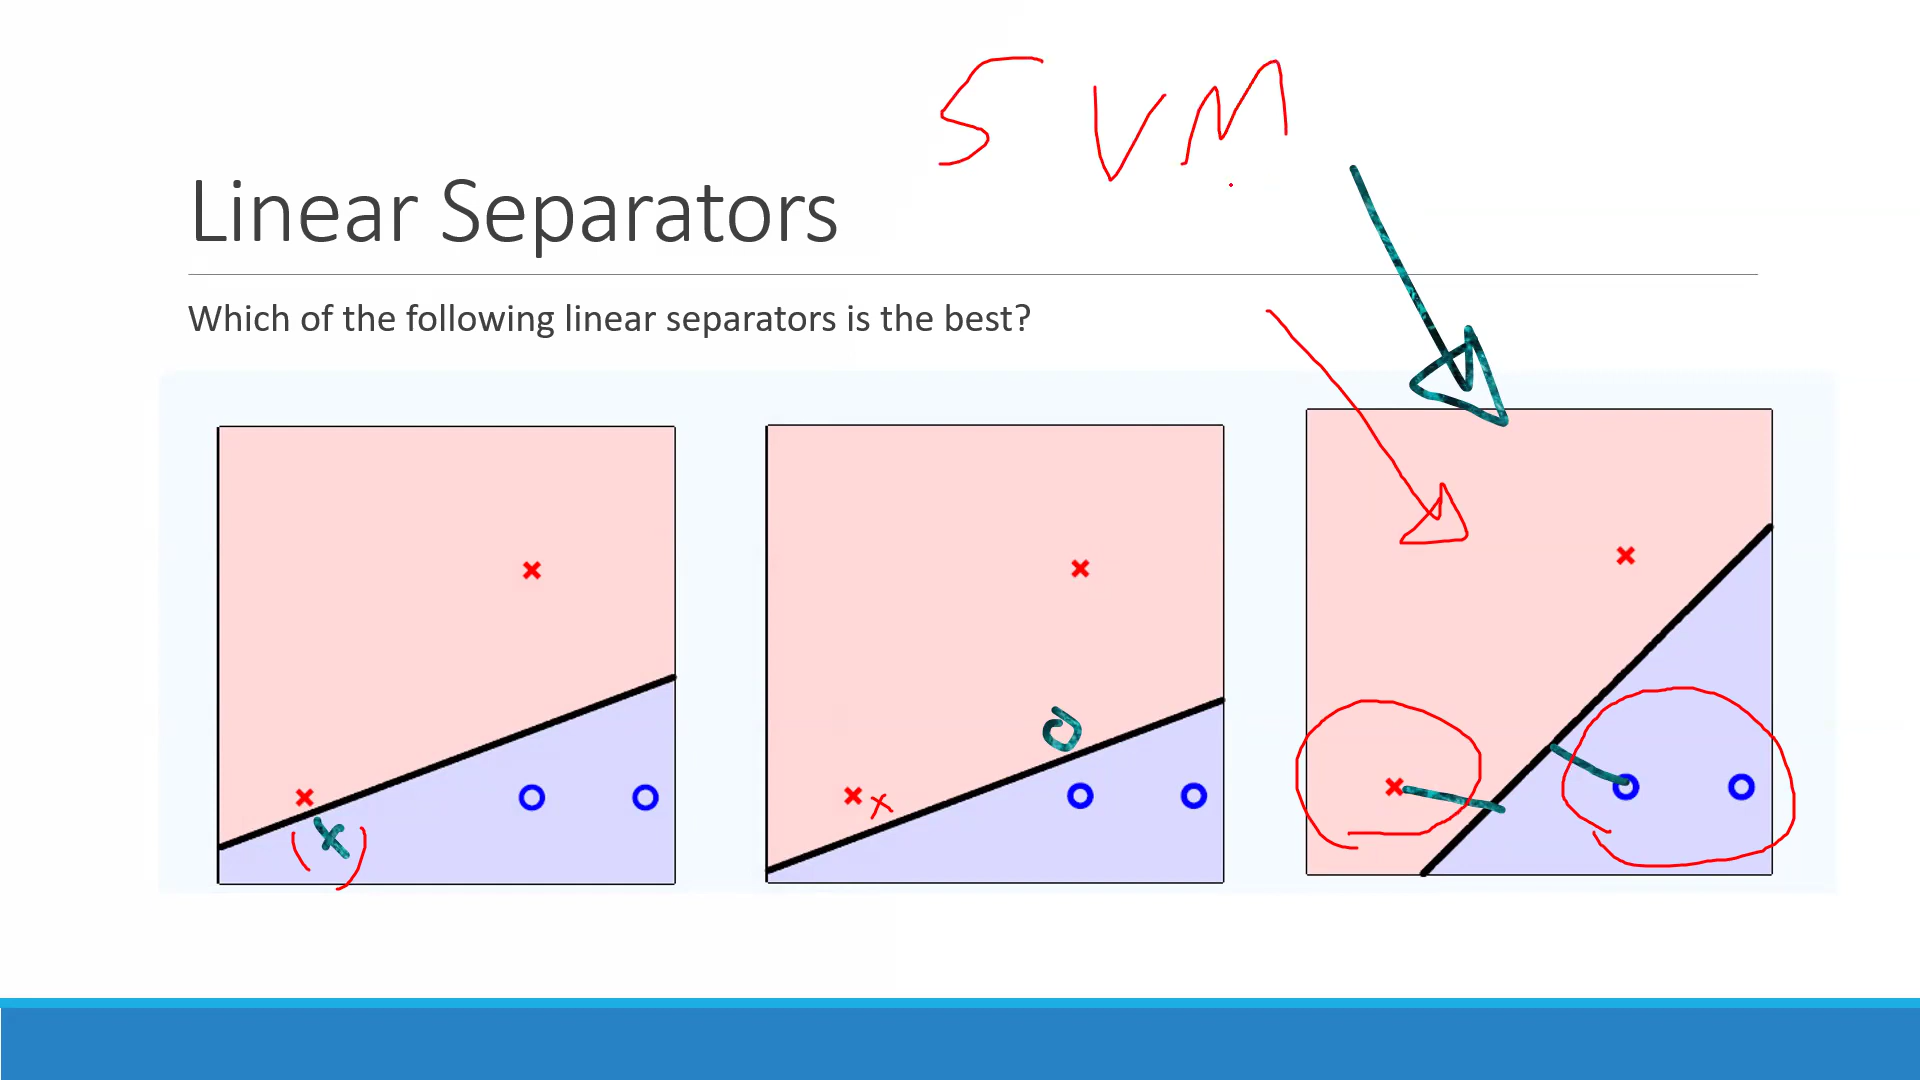 SVM
Linear Separators
Which of the following linear separators is the best?